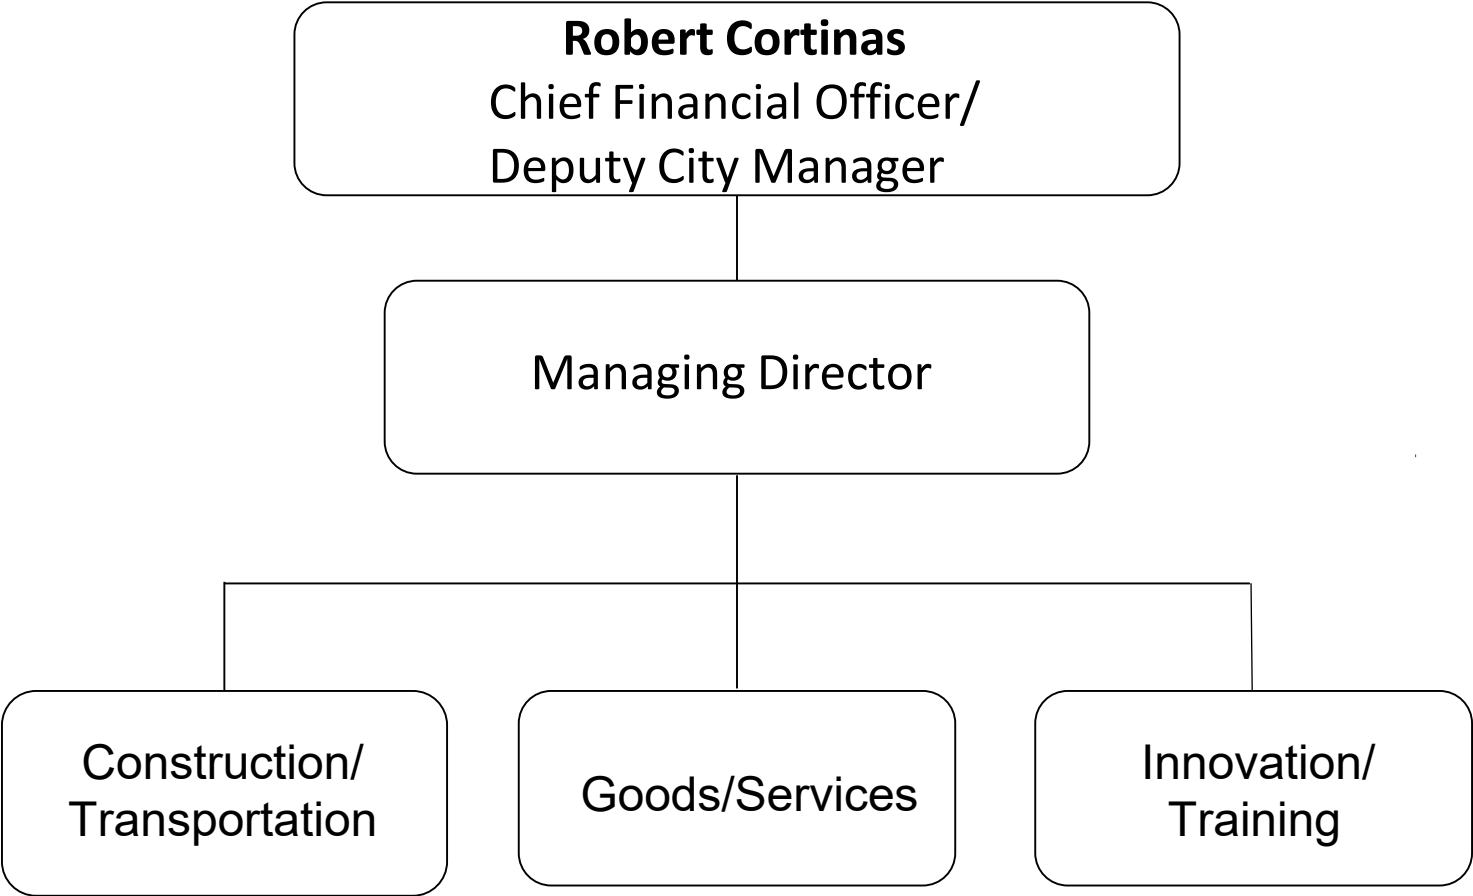 Robert Cortinas
Chief Financial Officer/
Deputy City Manager
Managing Director
Construction/
Transportation
Goods/Services
Innovation/
Training